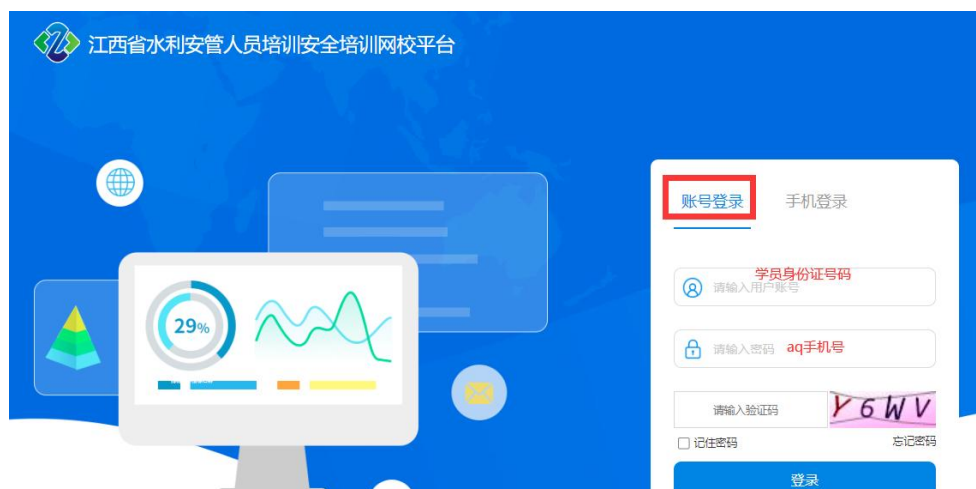 江西省水利安管人员培训安全培训网校平台
账号登录 手机登录
学员身份证号码
请输入用户账号
请输入密码 aq手机号
请输入验证码 Y6WV
记住密码 忘记密码
登录
29%